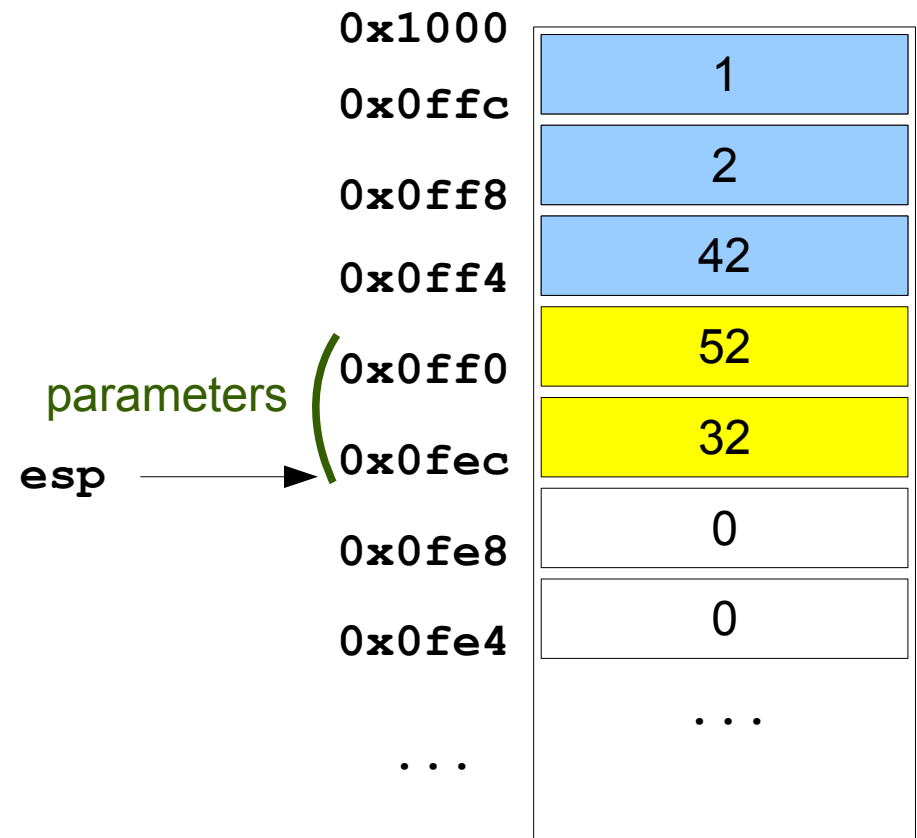 0x1000
1
0x0ffc
2
0x0ff8
42
0x0ff4
52
0x0ff0
parameters
32
0x0fec
esp
0
0x0fe8
0
0x0fe4
...
...